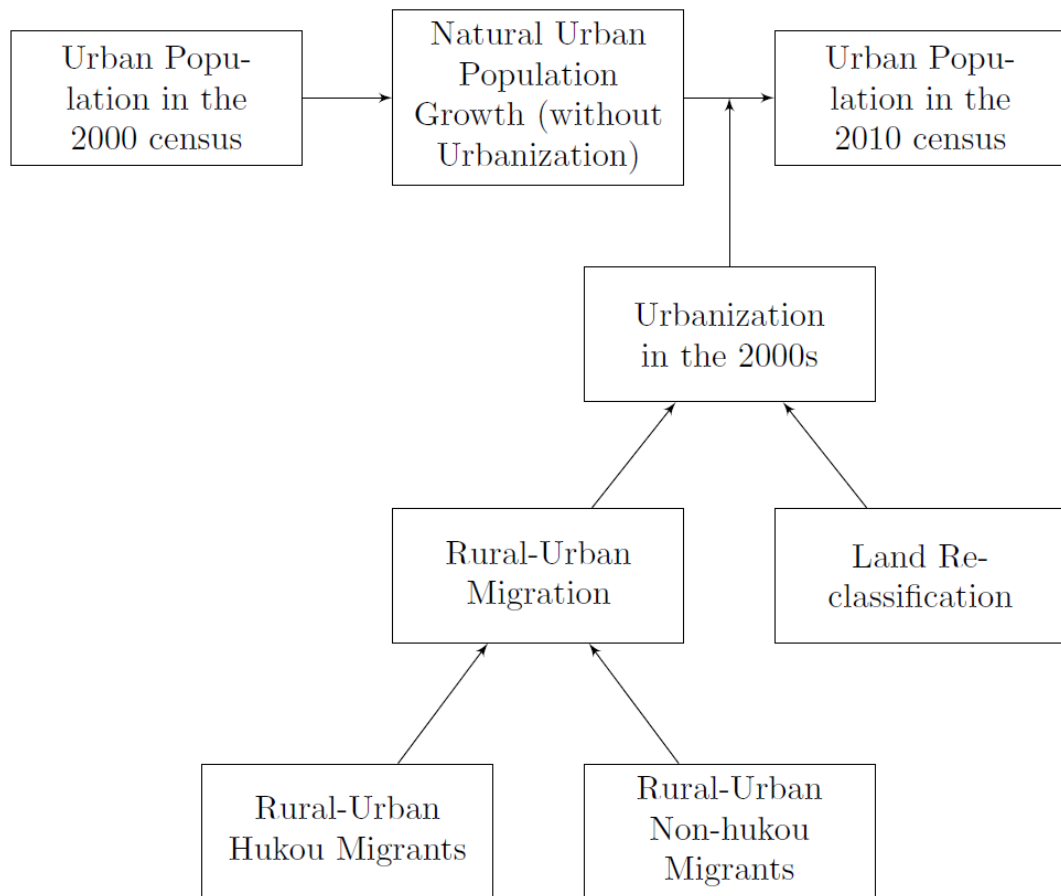 Urban Popu-
lation in the
2000 census
Natural Urban
Population
Growth (without
Urbanization)
Urban Popu-
lation in the
2010 census
Urbanization
in the 2000s
Rural-Urban
Migration
Land Re-
classification
Rural-Urban
Hukou Migrants
Rural-Urban
Non-hukou
Migrants